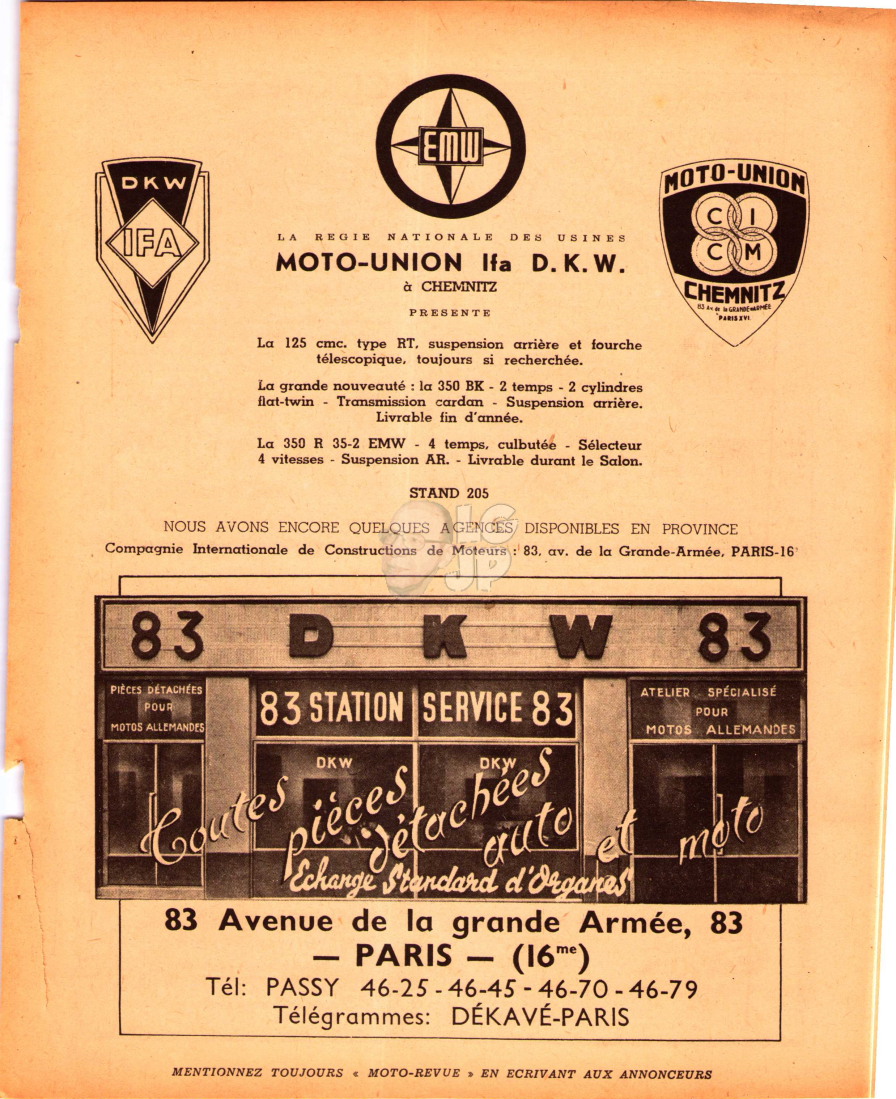 EMW
DKW
IFA
MOTO-UNION
C I
C M
CHEMNITZ
83 Av. de la GRANDE-ARMÉE
PARIS XVI.
LA REGIE NATIONALE DES USINES
MOTO-UNION Ifa D.K.W.
à CHEMNITZ
PRESENTE
La 125 cmc. type RT, suspension arrière et fourche
télescopique, toujours si recherchée.
La grande nouveauté : la 350 BK - 2 temps - 2 cylindres
flat-twin - Transmission cardan - Suspension arrière.
Livrable fin d'année.
La 350 R 35-2 EMW - 4 temps, culbutée - Sélecteur
4 vitesses - Suspension AR. - Livrable durant le Salon.
STAND 205
NOUS AVONS ENCORE QUELQUES AGENCES DISPONIBLES EN PROVINCE
Compagnie Internationale de Constructions de Moteurs : 83, av. de la Grande-Armée, PARIS-16
LGJP
83 DKW 83
PIÈCES DÉTACHÉES
POUR
MOTOS ALLEMANDES
83 STATION SERVICE 83
ATELIER SPÉCIALISÉ
POUR
MOTOS ALLEMANDES
DKW DKW
Toutes pièces détachées auto et moto
Echange Standard d'Organes
83 Avenue de la grande Armée, 83
— PARIS — (16me)
Tél: PASSY 46-25 - 46-45 - 46-70 - 46-79
Télégrammes: DÉKAVÉ-PARIS
MENTIONNEZ TOUJOURS « MOTO-REVUE » EN ECRIVANT AUX ANNONCEURS